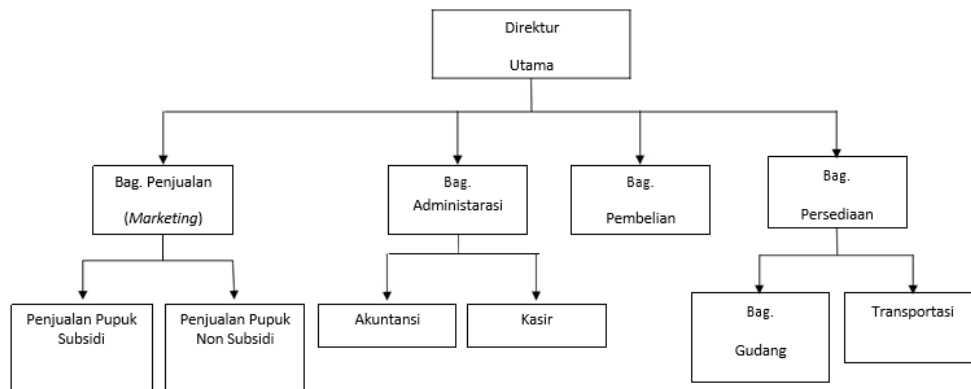 Direktur
Utama
Bag. Penjualan
(Marketing)
Bag.
Administarasi
Bag.
Pembelian
Bag.
Persediaan
Penjualan Pupuk
Subsidi
Penjualan Pupuk
Non Subsidi
Akuntansi
Kasir
Bag.
Gudang
Transportasi